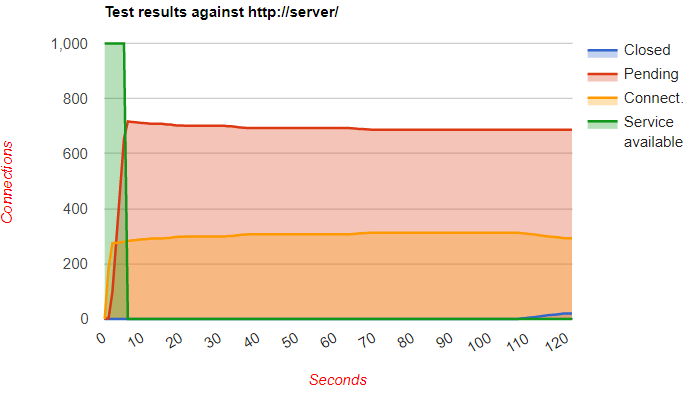 Test results against http://server/
1,000
800
600
400
200
0
Connections
0
10
20
30
40
50
60
70
80
90
100
110
120
Seconds
Closed
Pending
Connect.
Service
available